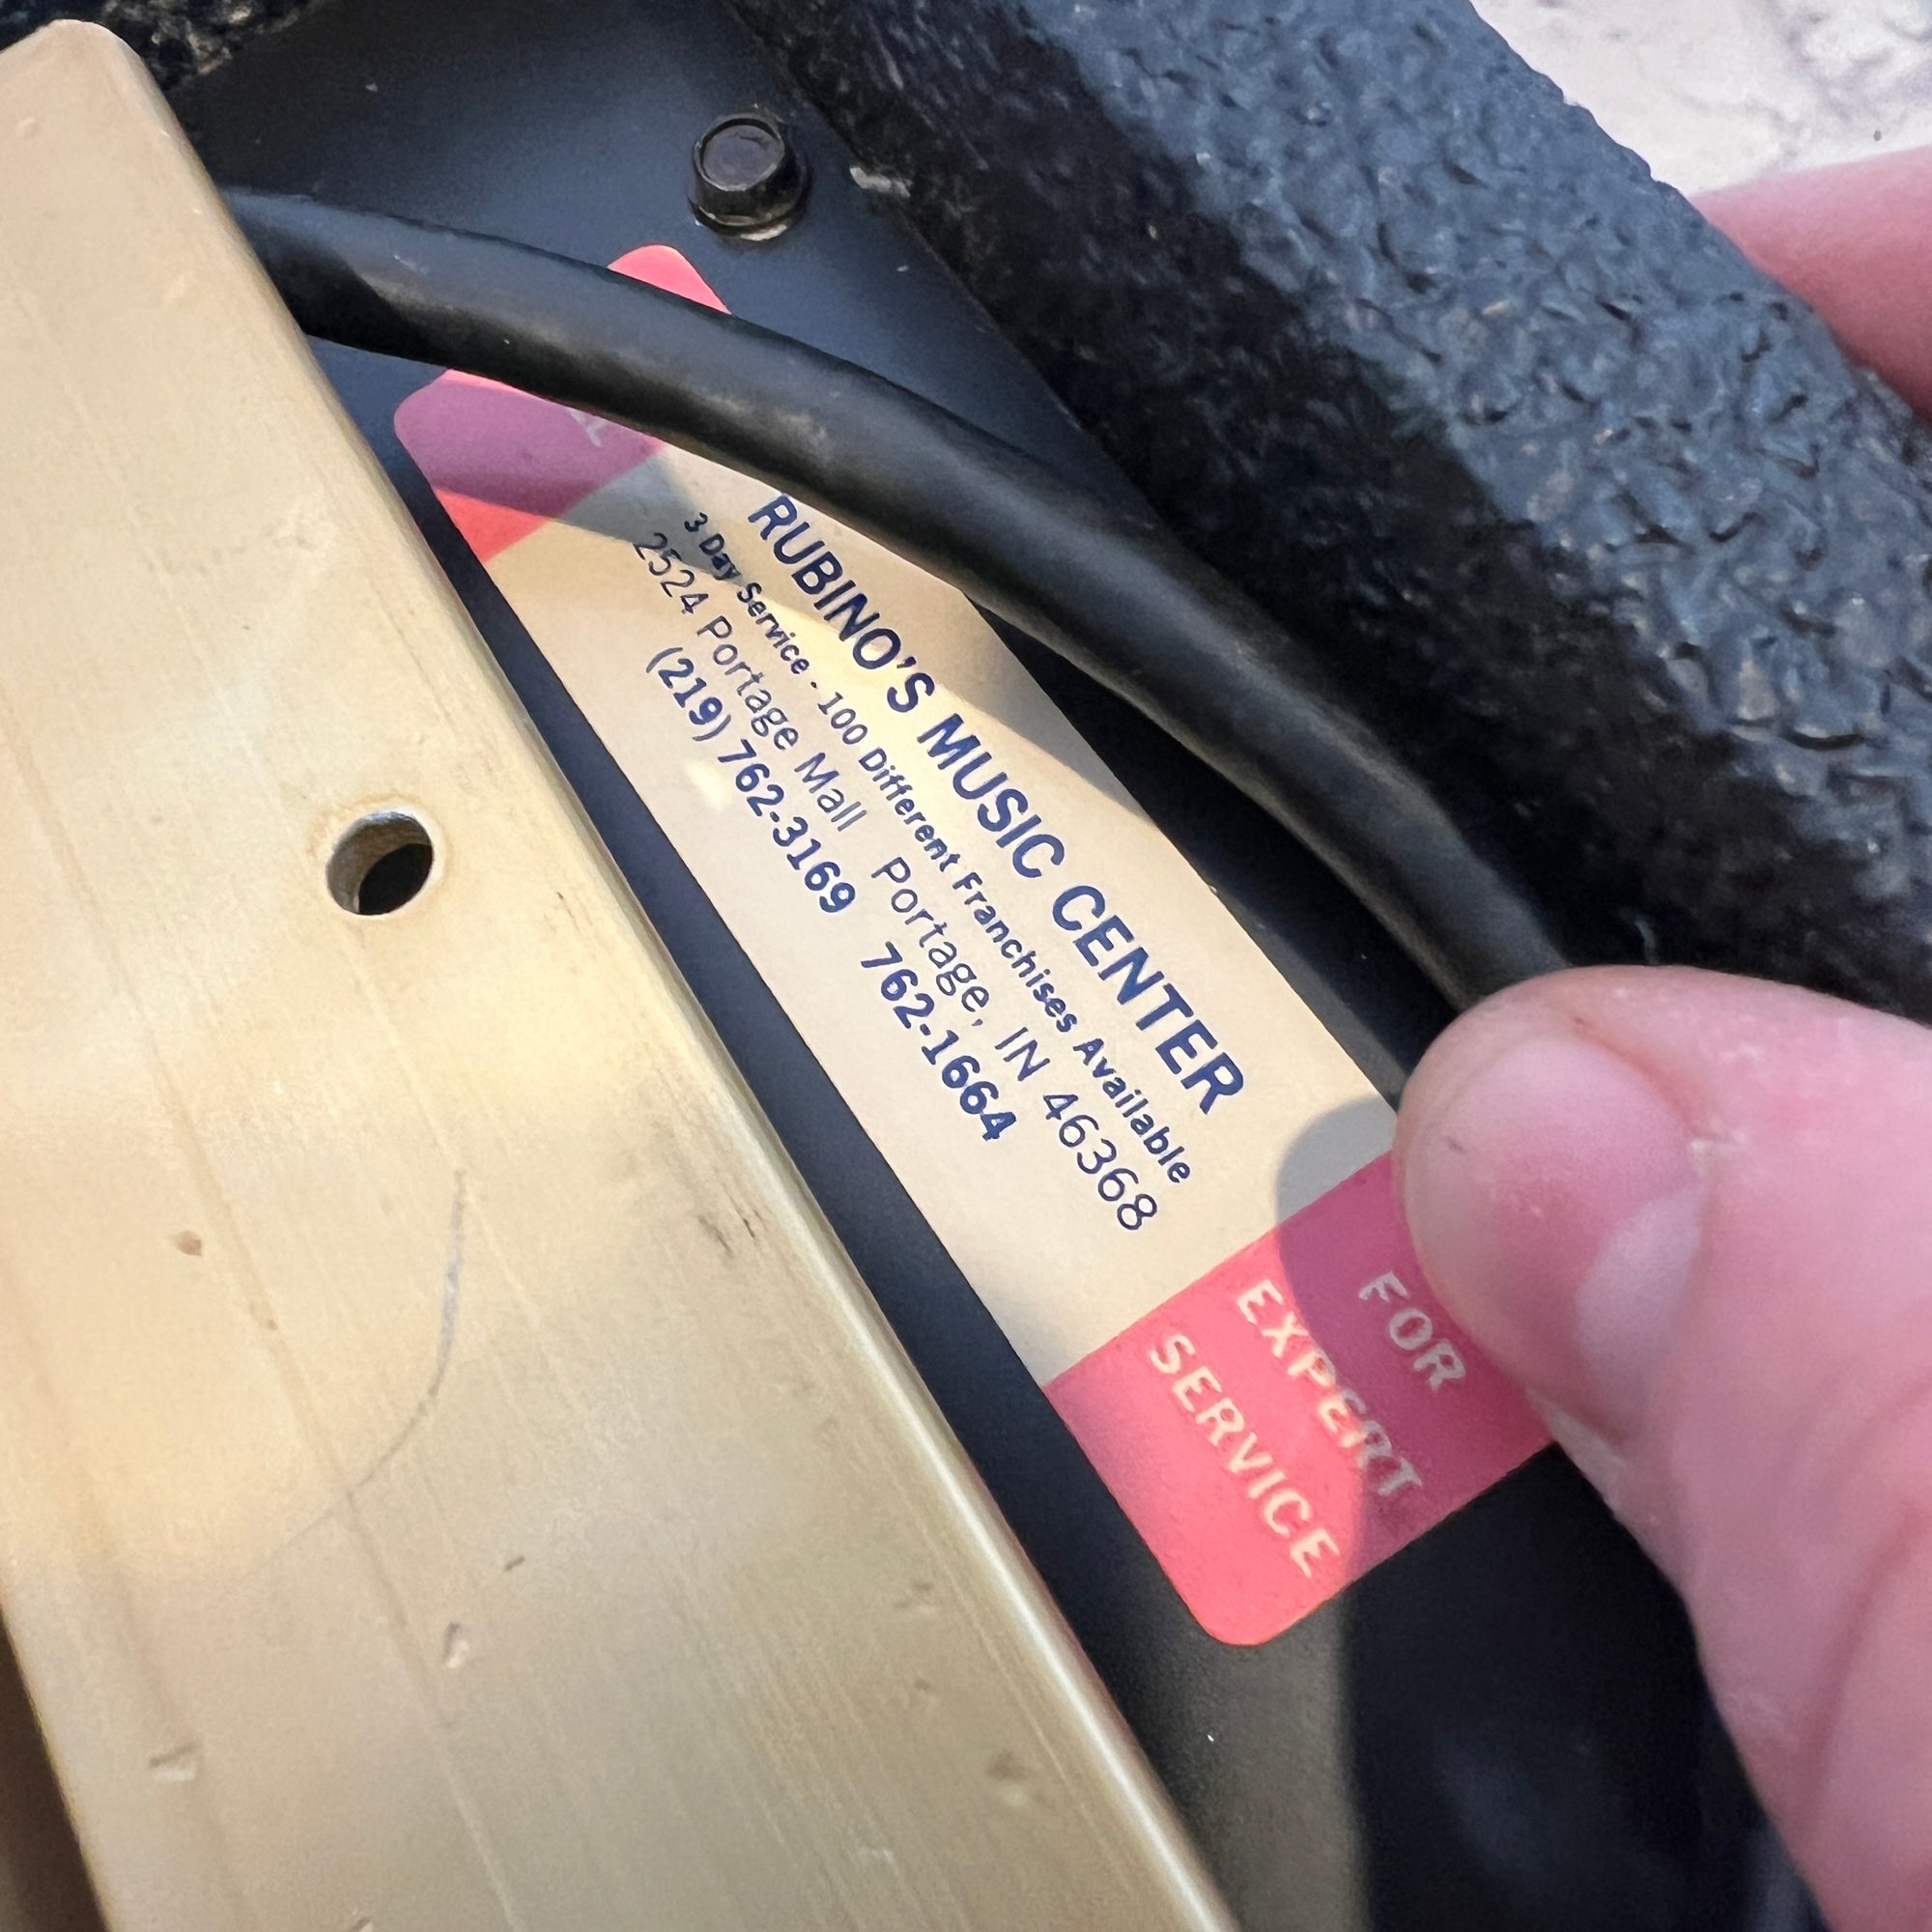 RUBINO'S MUSIC CENTER
3 Day Service - 100 Different Franchises Available
2524 Portage Mall Portage, IN 46368
(219) 762-3169 762-1664
FOR
EXPERT
SERVICE